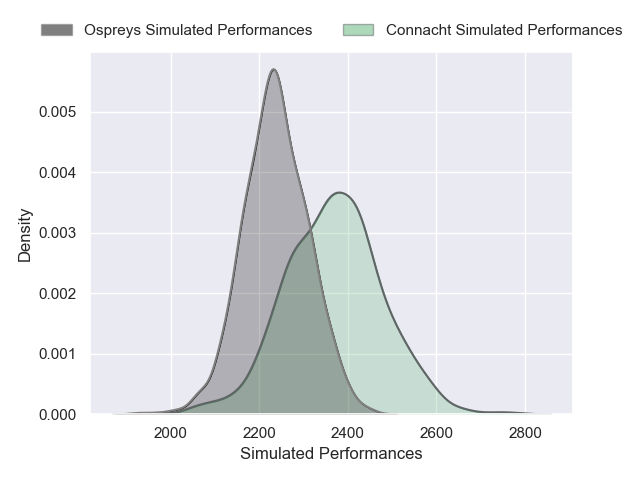 Ospreys Simulated Performances
Connacht Simulated Performances
Density
0.005
0.004
0.003
0.002
0.001
0.000
2000
2200
2400
2600
2800
Simulated Performances